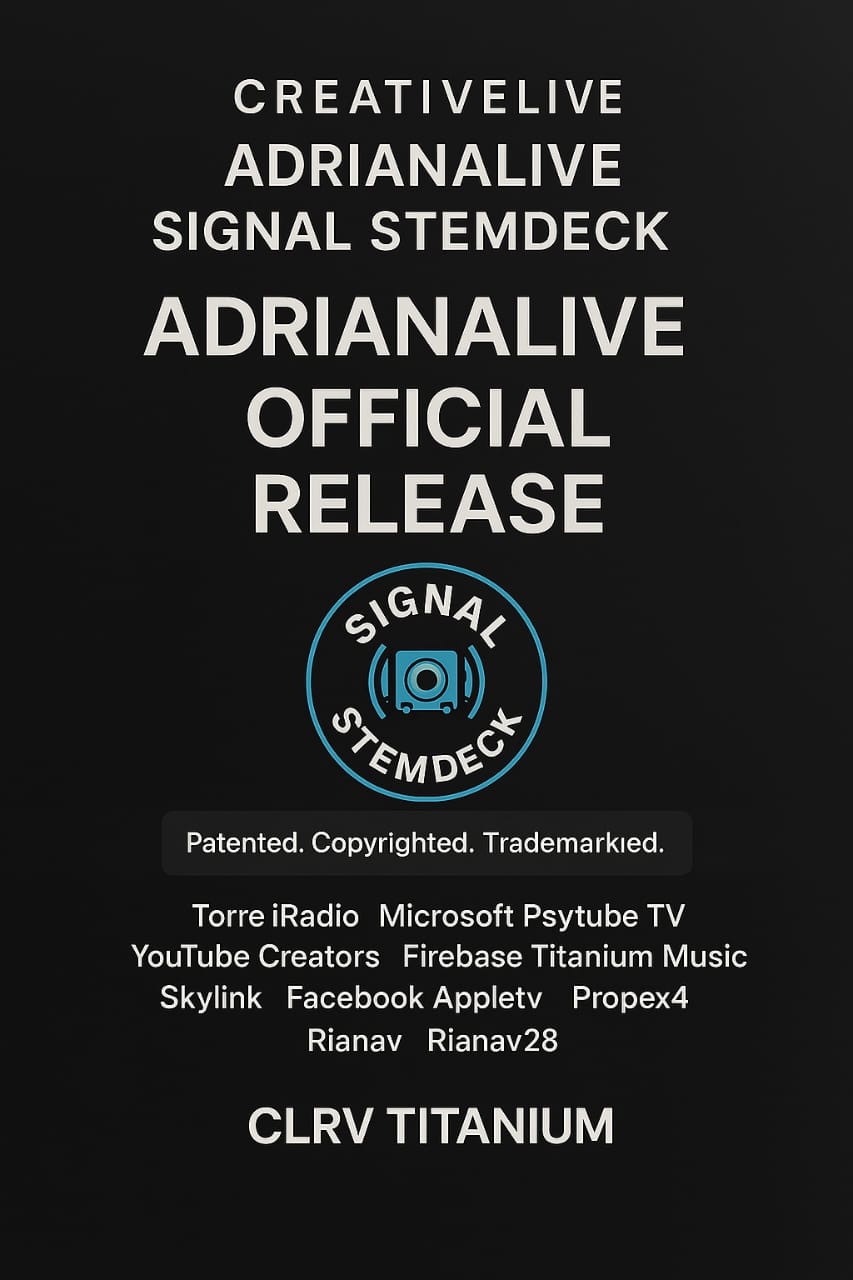 CREATIVELIVE
ADRIANALIVE
SIGNAL STEMDECK
ADRIANALIVE
OFFICIAL
RELEASE
SIGNAL
STEMDECK
Patented. Copyrighted. Trademarkıed.
Torre iRadio Microsoft Psytube TV
YouTube Creators Firebase Titanium Music
Skylink Facebook Appletv Propex4
Rianav Rianav28
CLRV TITANIUM